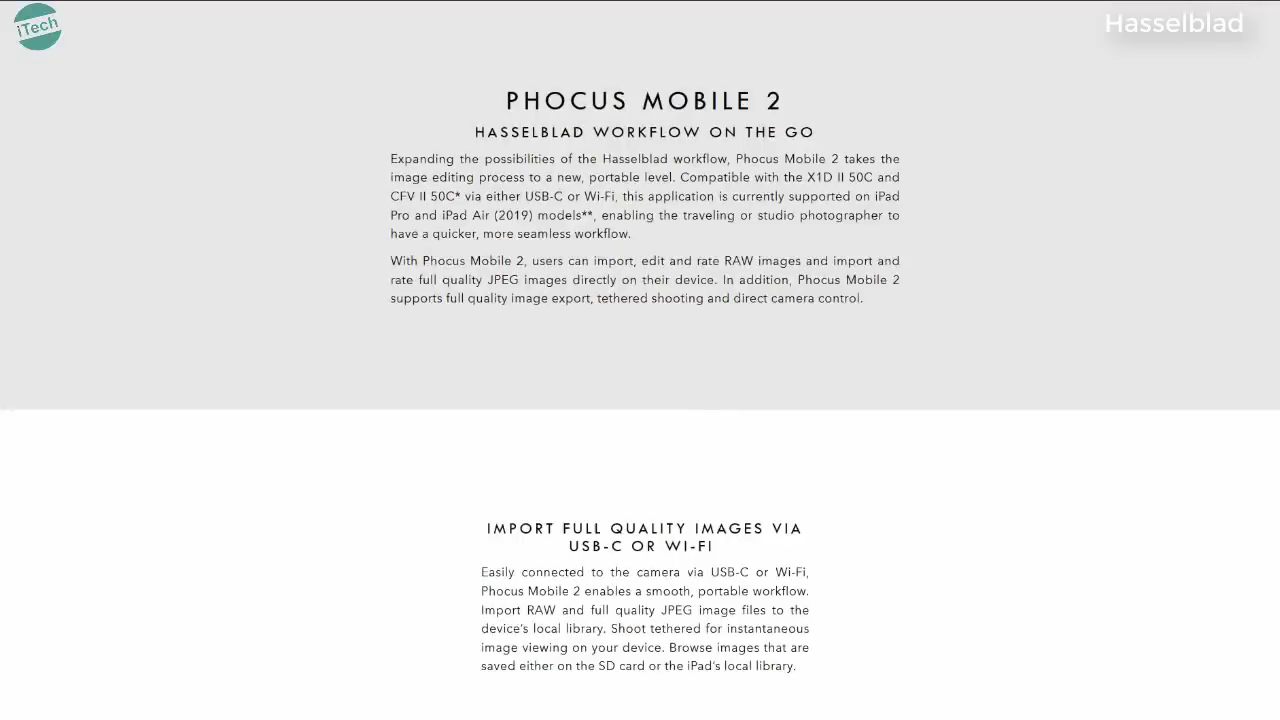 iTech
Hasselblad
PHOCUS MOBILE 2
HASSELBLAD WORKFLOW ON THE GO
Expanding the possibilities of the Hasselblad workflow, Phocus Mobile 2 takes the
image editing process to a new, portable level. Compatible with the X1D II 50C and
CFV II 50C* via either USB-C or Wi-Fi, this application is currently supported on iPad
Pro and iPad Air (2019) models**, enabling the traveling or studio photographer to
have a quicker, more seamless workflow.
With Phocus Mobile 2, users can import, edit and rate RAW images and import and
rate full quality JPEG images directly on their device. In addition, Phocus Mobile 2
supports full quality image export, tethered shooting and direct camera control.
IMPORT FULL QUALITY IMAGES VIA
USB-C OR WI-FI
Easily connected to the camera via USB-C or Wi-Fi,
Phocus Mobile 2 enables a smooth, portable workflow.
Import RAW and full quality JPEG image files to the
device's local library. Shoot tethered for instantaneous
image viewing on your device. Browse images that are
saved either on the SD card or the iPad's local library.